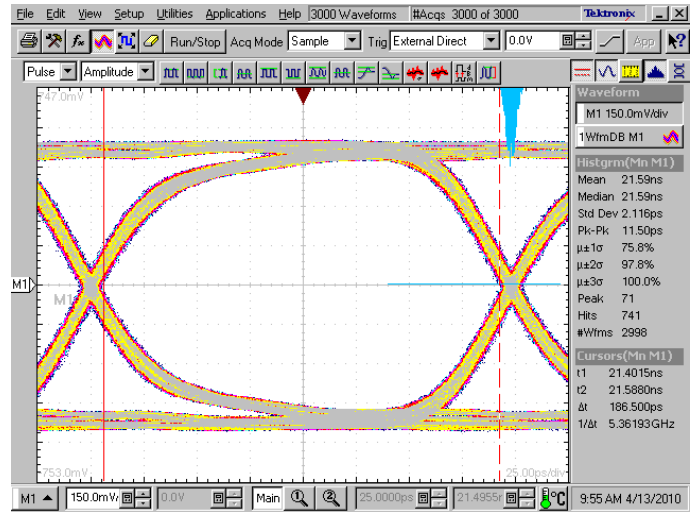 File Edit View Setup Utilities Applications Help 3000 Waveforms #Acqs 3000 of 3000 Tektronix
Run/Stop Acq Mode Sample Trig External Direct 0.0V App
Pulse Amplitude
747.0mV
M1
M1
753.0mV 25.00ps/div
Waveform
M1 150.0mV/div
1 WfmDB M1
Histgrm(Mn M1)
Mean 21.59ns
Median 21.59ns
Std Dev 2.116ps
Pk-Pk 11.50ps
µ±1σ 75.8%
µ±2σ 97.8%
µ±3σ 100.0%
Peak 71
Hits 741
#Wfms 2998
Cursors(Mn M1)
t1 21.4015ns
t2 21.5880ns
Δt 186.500ps
1/Δt 5.36193GHz
M1 150.0mV/ 0.0V Main 25.0000ps 21.4955r °C 9:55 AM 4/13/2010